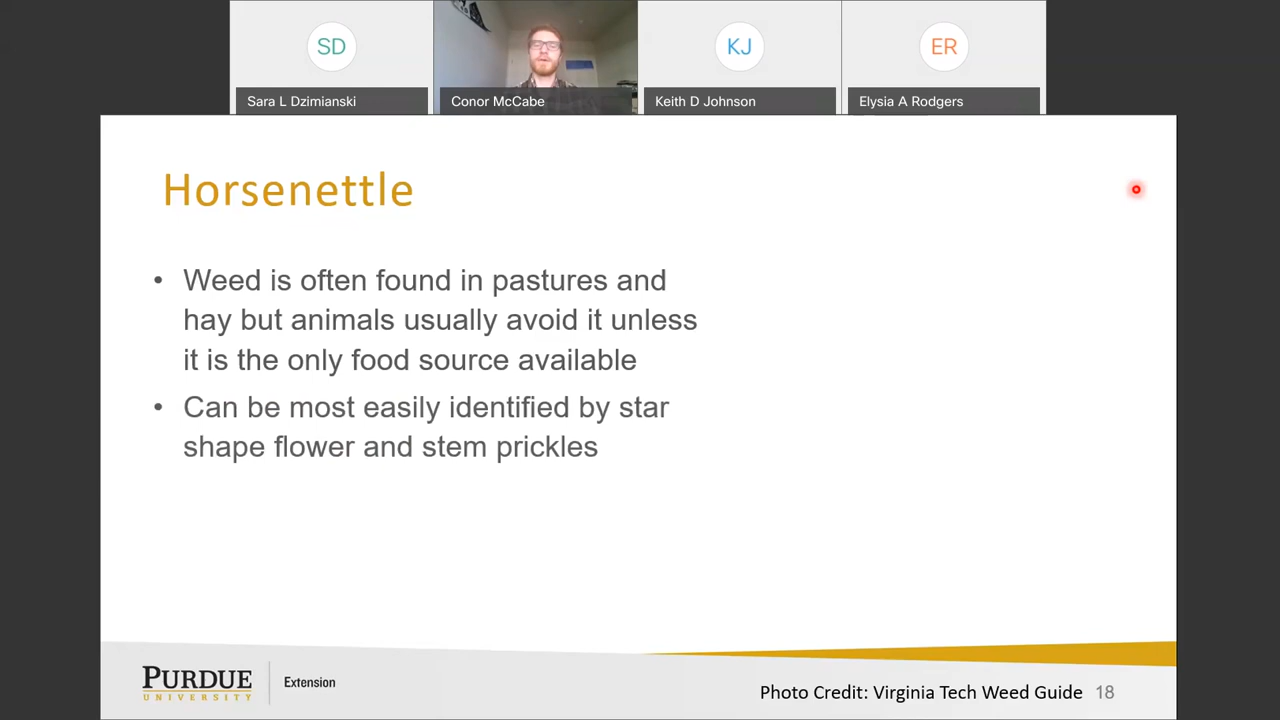 SD
KJ
ER
Sara L Dzimianski
Conor McCabe
Keith D Johnson
Elysia A Rodgers
Horsenettle
• Weed is often found in pastures and
hay but animals usually avoid it unless
it is the only food source available
• Can be most easily identified by star
shape flower and stem prickles
PURDUE
UNIVERSITY
Extension
Photo Credit: Virginia Tech Weed Guide 18